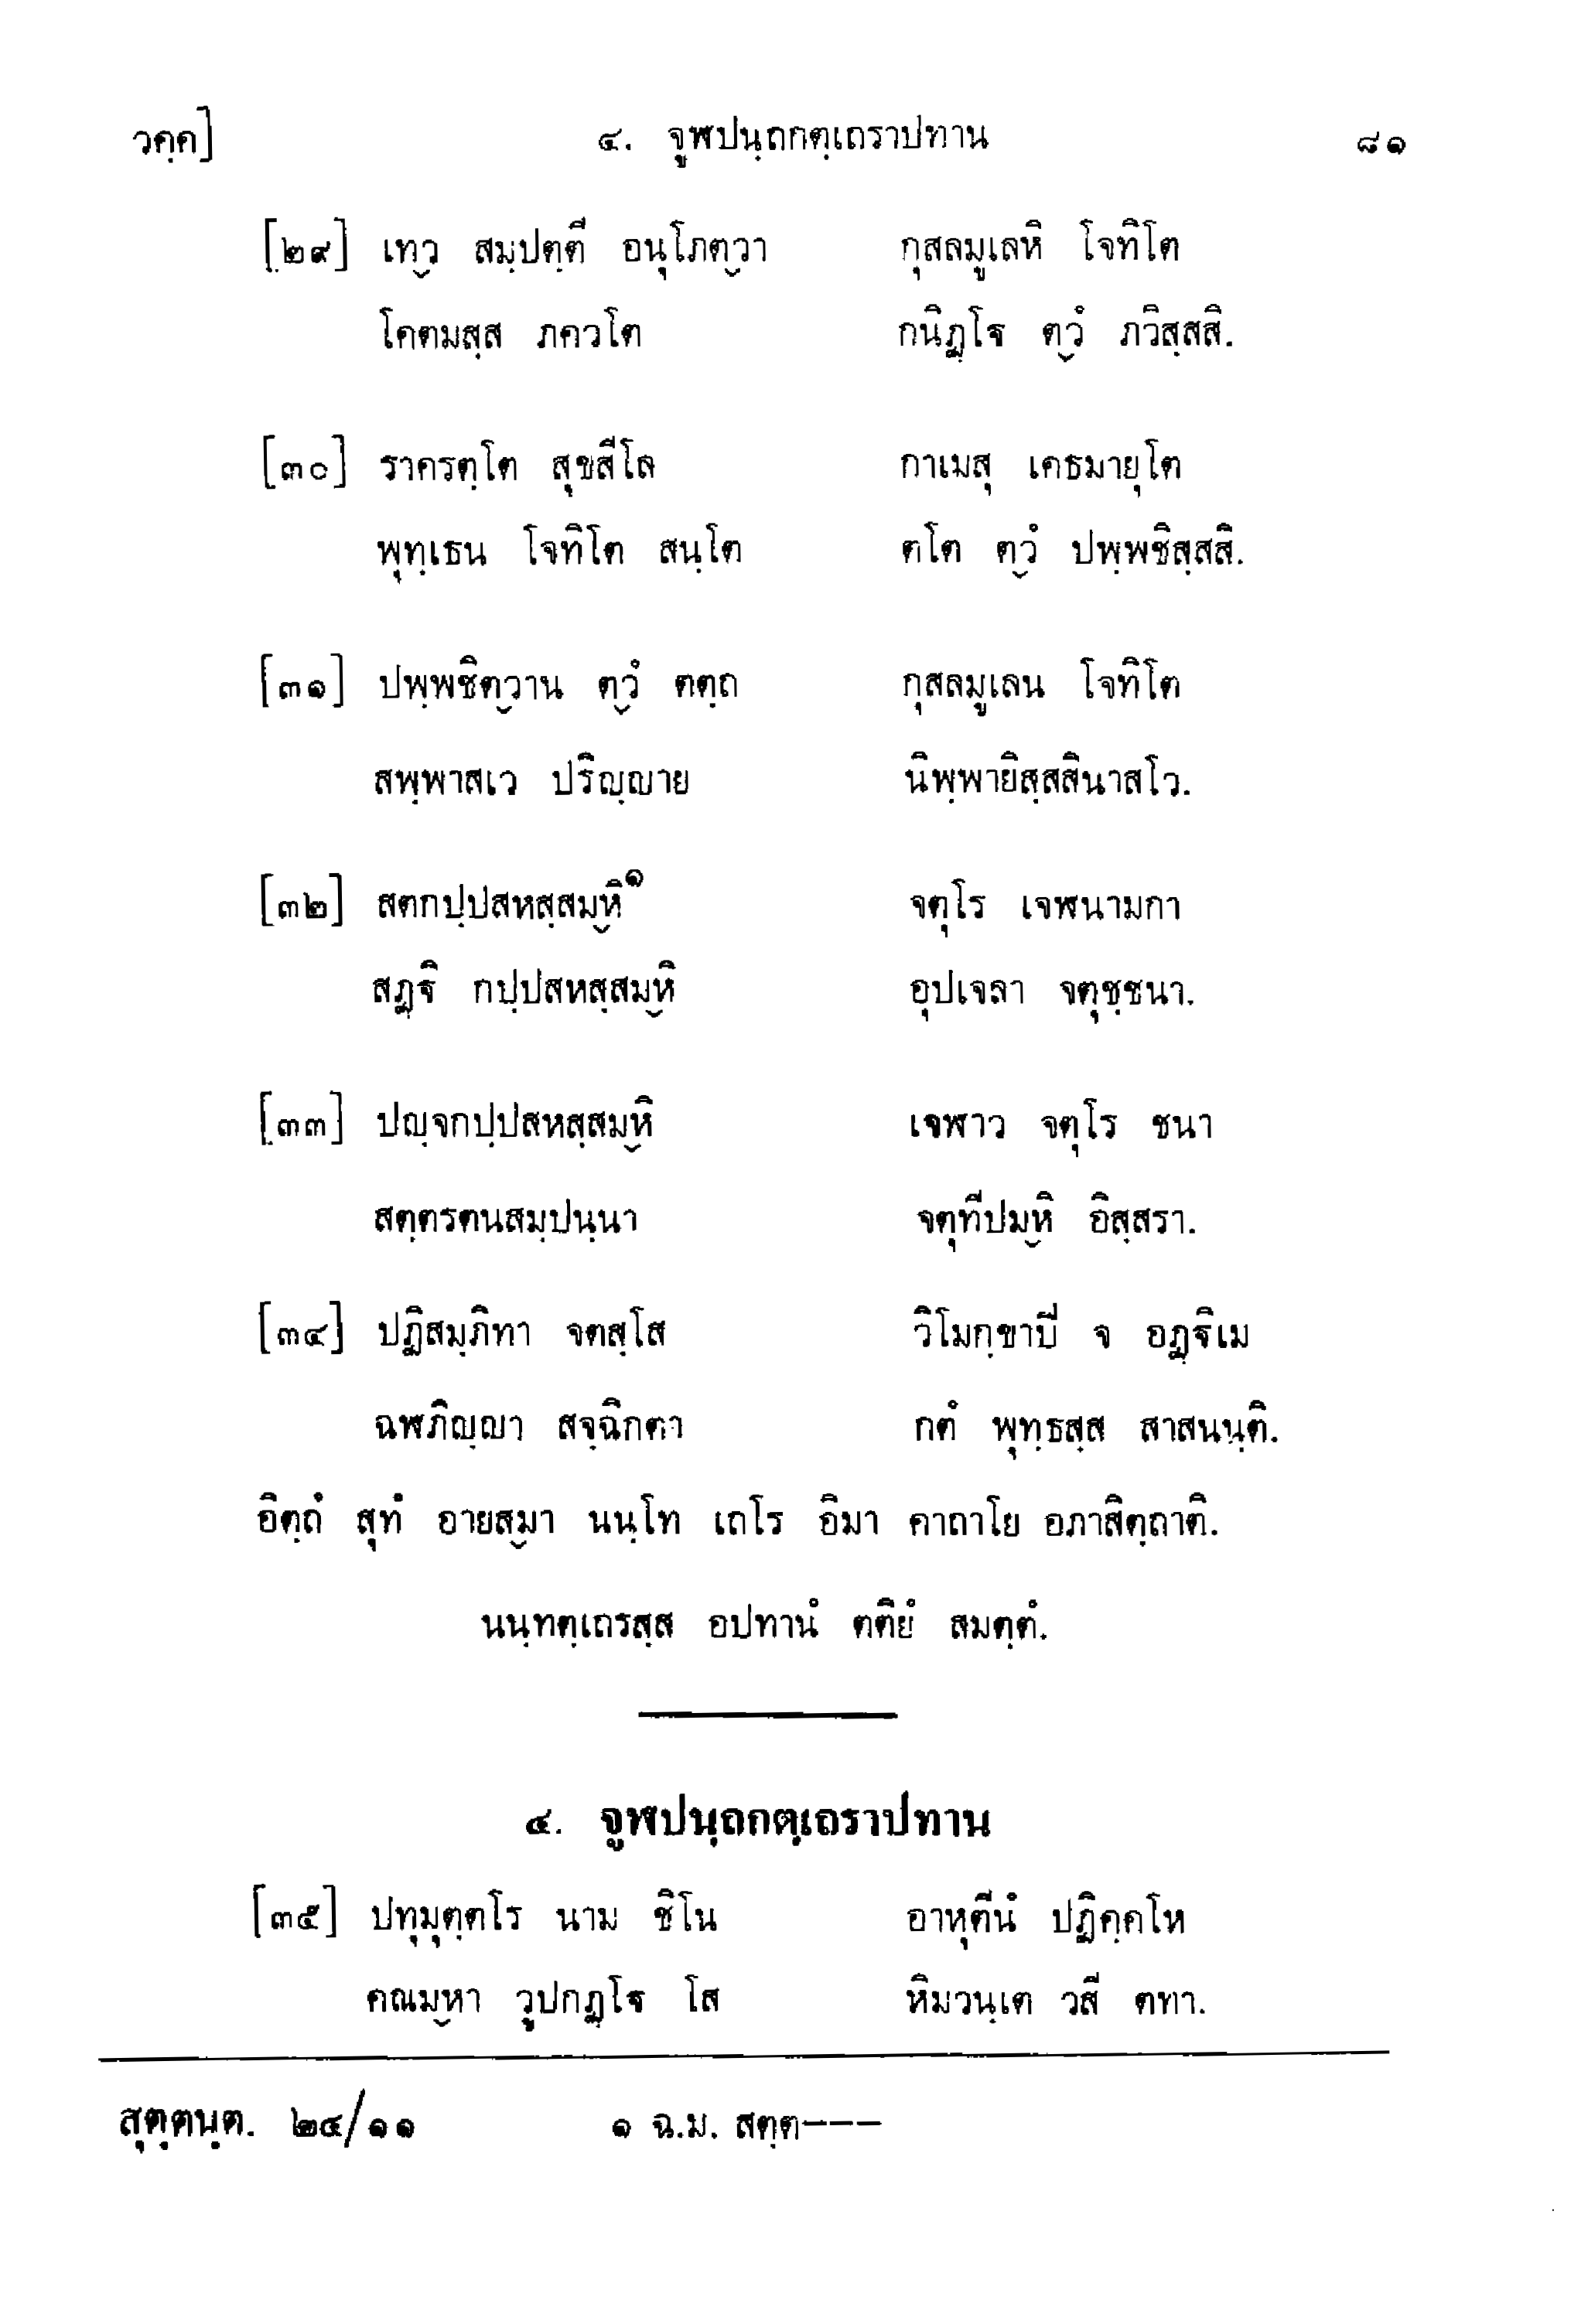 วคฺค] ๔. จูฬปนฺถกตฺเถราปทาน ๘๑
[๒๙] เทฺว สมฺปตฺตี อนุโภตฺวา กุสลมูเลหิ โจทิโต
โคตมสฺส ภควโต กนิฏฺโฐ ตฺวํ ภวิสฺสสิ.
[๓๐] ราครตฺโต สุขสีโล กาเมสุ เคธมายุโต
พุทฺเธน โจทิโต สนฺโต ตโต ตฺวํ ปพฺพชิสฺสสิ.
[๓๑] ปพฺพชิตฺวาน ตฺวํ ตตฺถ กุสลมูเลน โจทิโต
สพฺพาสเว ปริญฺญาย นิพฺพายิสฺสสินาสโว.
[๓๒] สตกปฺปสหสฺสมฺหิ๑ จตุโร เจฬนามกา
สฏฺฐิ กปฺปสหสฺสมฺหิ อุปเจลา จตุชฺชนา.
[๓๓] ปญฺจกปฺปสหสฺสมฺหิ เจฬาว จตุโร ชนา
สตฺตรตนสมฺปนฺนา จตุทีปมฺหิ อิสฺสรา.
[๓๔] ปฏิสมฺภิทา จตสฺโส วิโมกฺขาปิ จ อฏฺฐิเม
ฉฬภิญฺญา สจฺฉิกตา กตํ พุทฺธสฺส สาสนนฺติ.
อิตฺถํ สุทํ อายสฺมา นนฺโท เถโร อิมา คาถาโย อภาสิตฺถาติ.
นนฺทตฺเถรสฺส อปทานํ ตติยํ สมตฺตํ.
๔. จูฬปนฺถกตฺเถราปทาน
[๓๕] ปทุมุตฺตโร นาม ชิโน อาหุตีนํ ปฏิคฺคโห
คณมฺหา วูปกฏฺโฐ โส หิมวนฺเต วสี ตทา.
สุตฺตนฺต. ๒๕/๑๑ ๑ ฉ.ม. สตฺต---